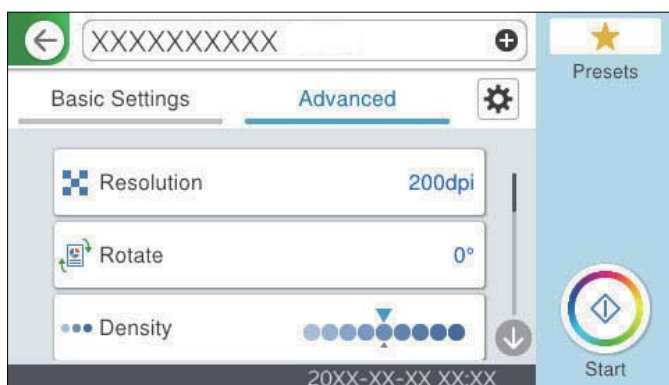 XXXXXXXXXX
Presets
Basic Settings Advanced
Resolution 200dpi
Rotate 0°
Density
Start
20XX-XX-XX XX:XX